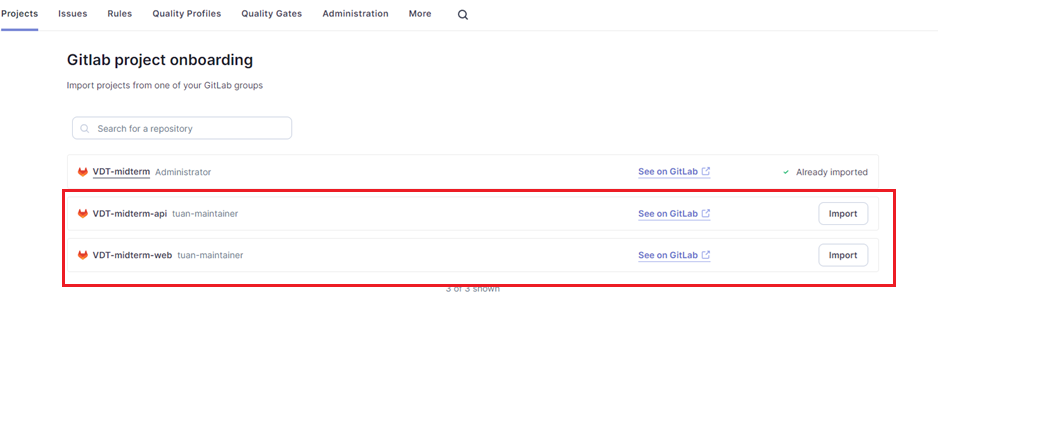 Projects Issues Rules Quality Profiles Quality Gates Administration More
Gitlab project onboarding
Import projects from one of your GitLab groups
Search for a repository
VDT-midterm Administrator See on GitLab Already imported
VDT-midterm-api tuan-maintainer See on GitLab Import
VDT-midterm-web tuan-maintainer See on GitLab Import
3 of 3 shown